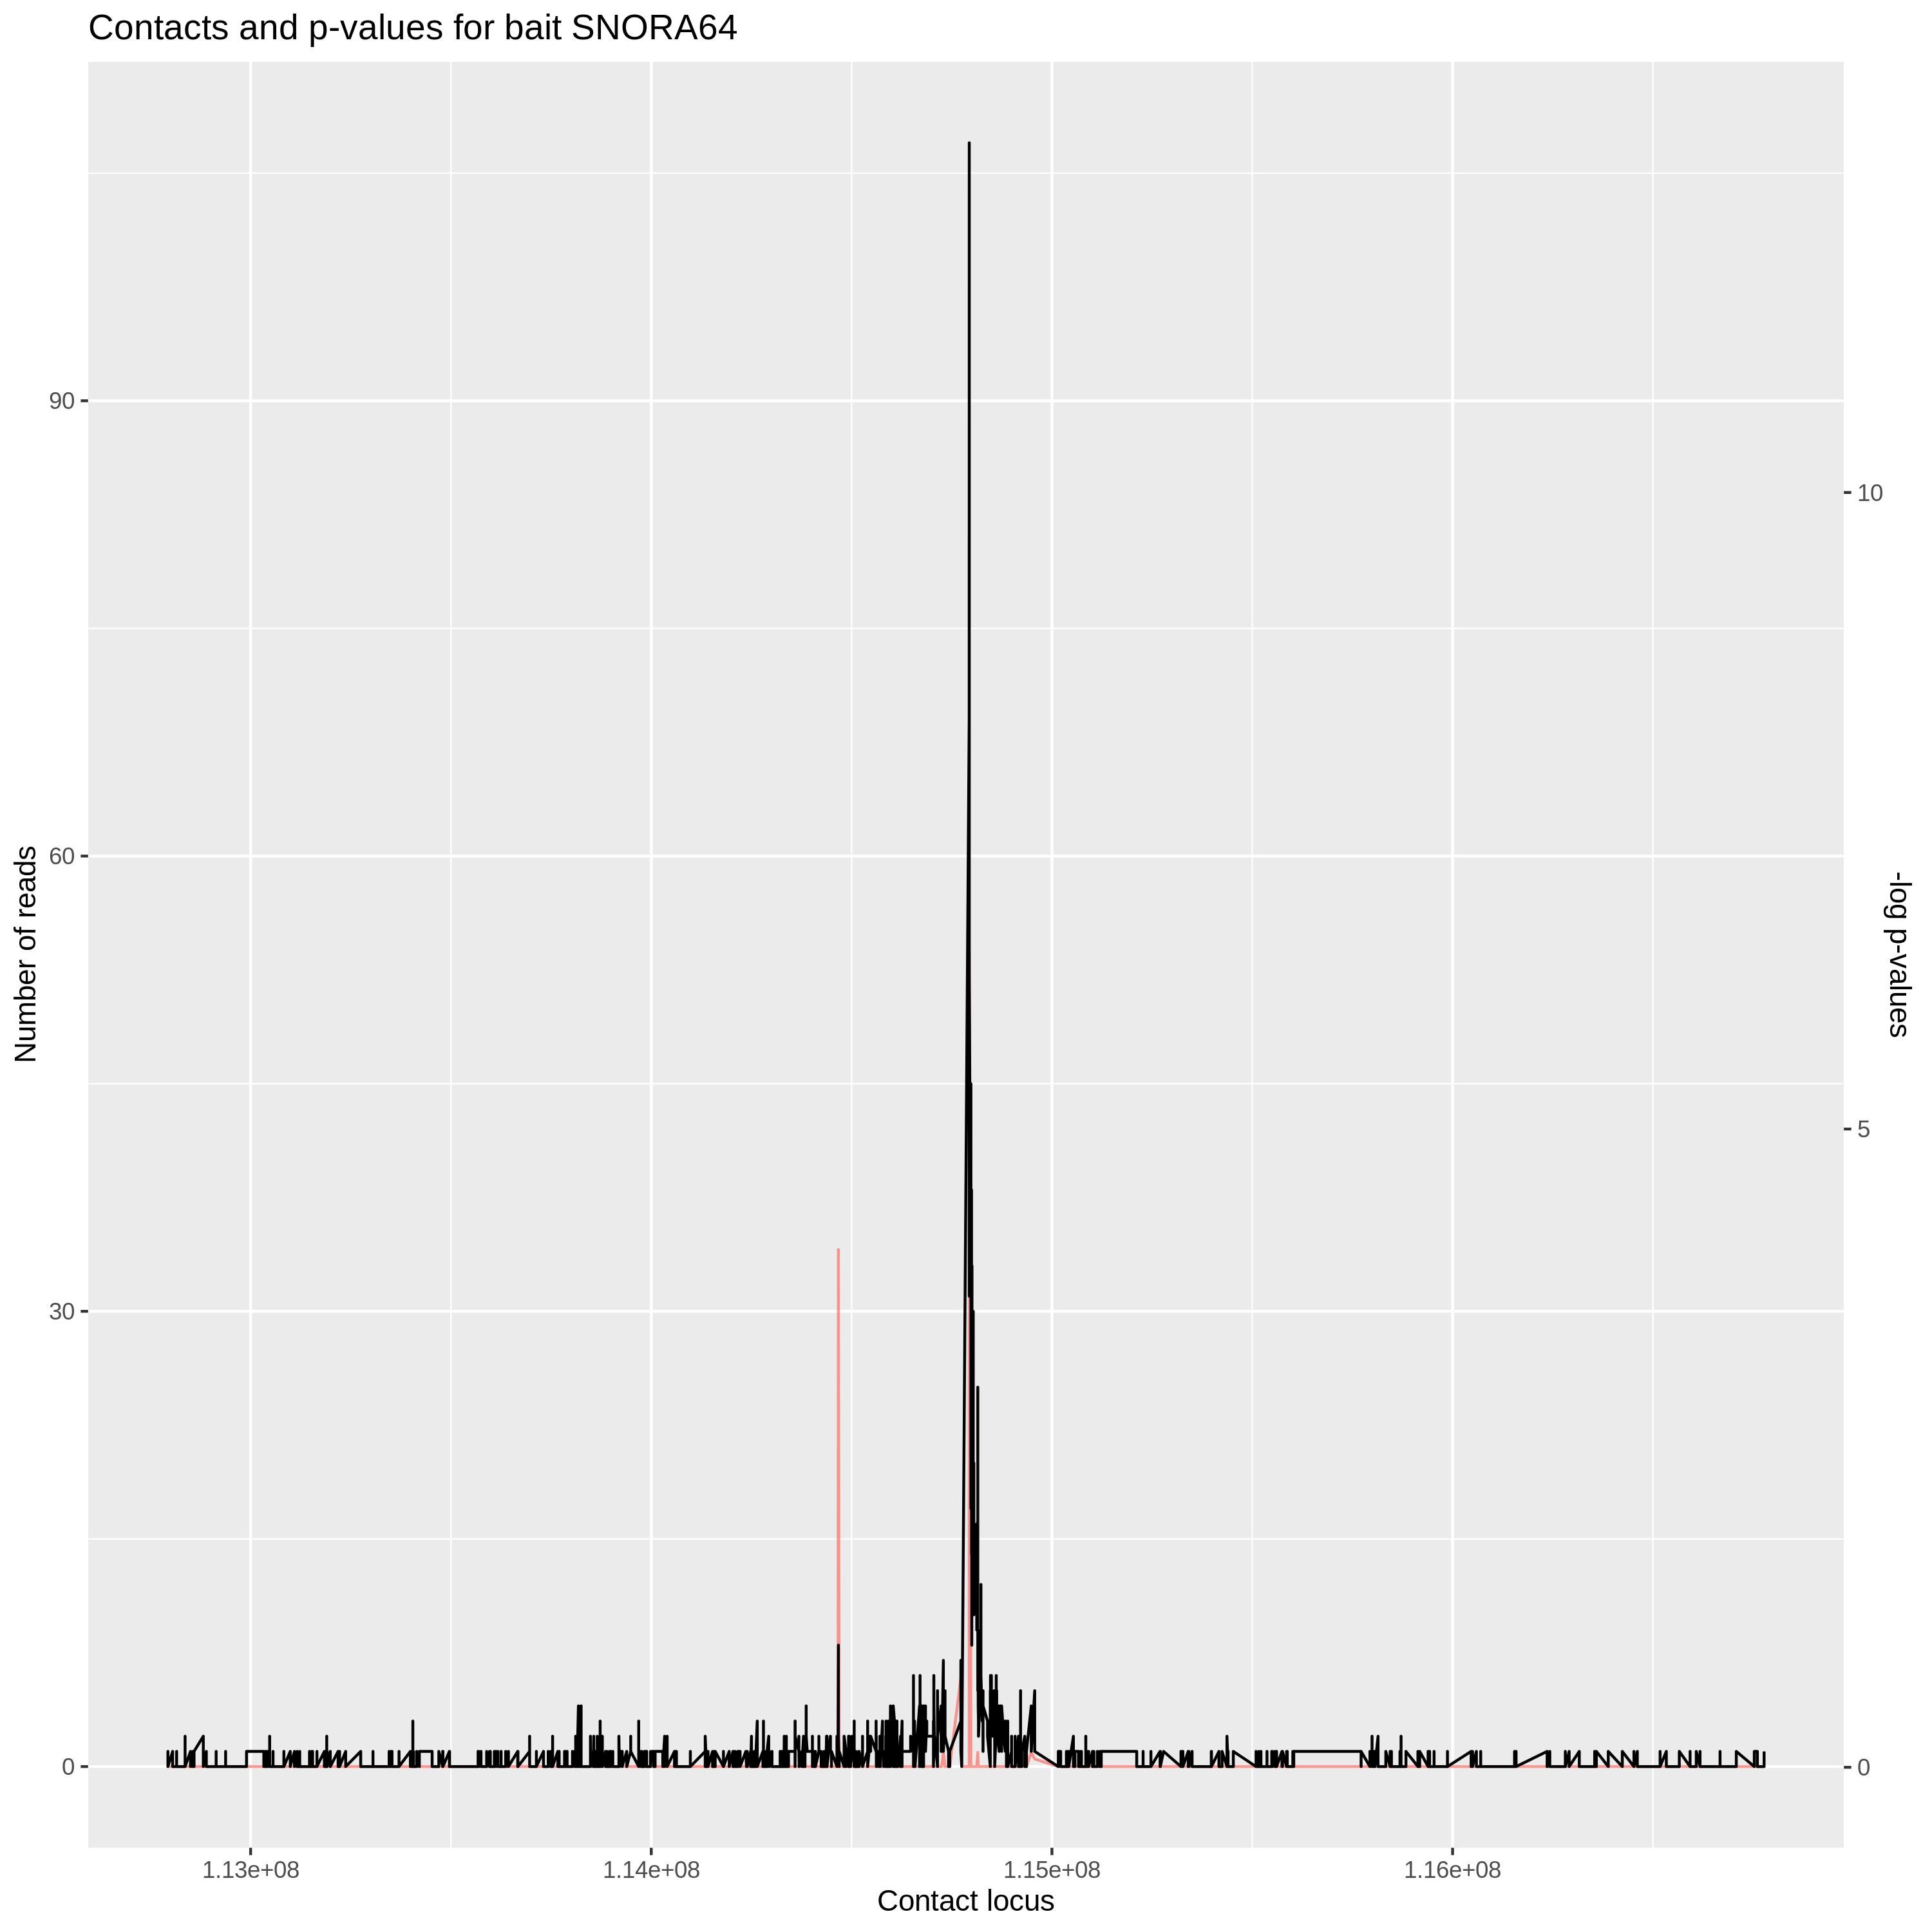 Contacts and p-values for bait SNORA64
Number of reads
90
60
30
0
10
5
0
-log p-values
1.13e+08
1.14e+08
1.15e+08
1.16e+08
Contact locus